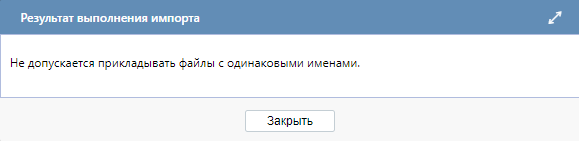 Результат выполнения импорта
Не допускается прикладывать файлы с одинаковыми именами.
Закрыть